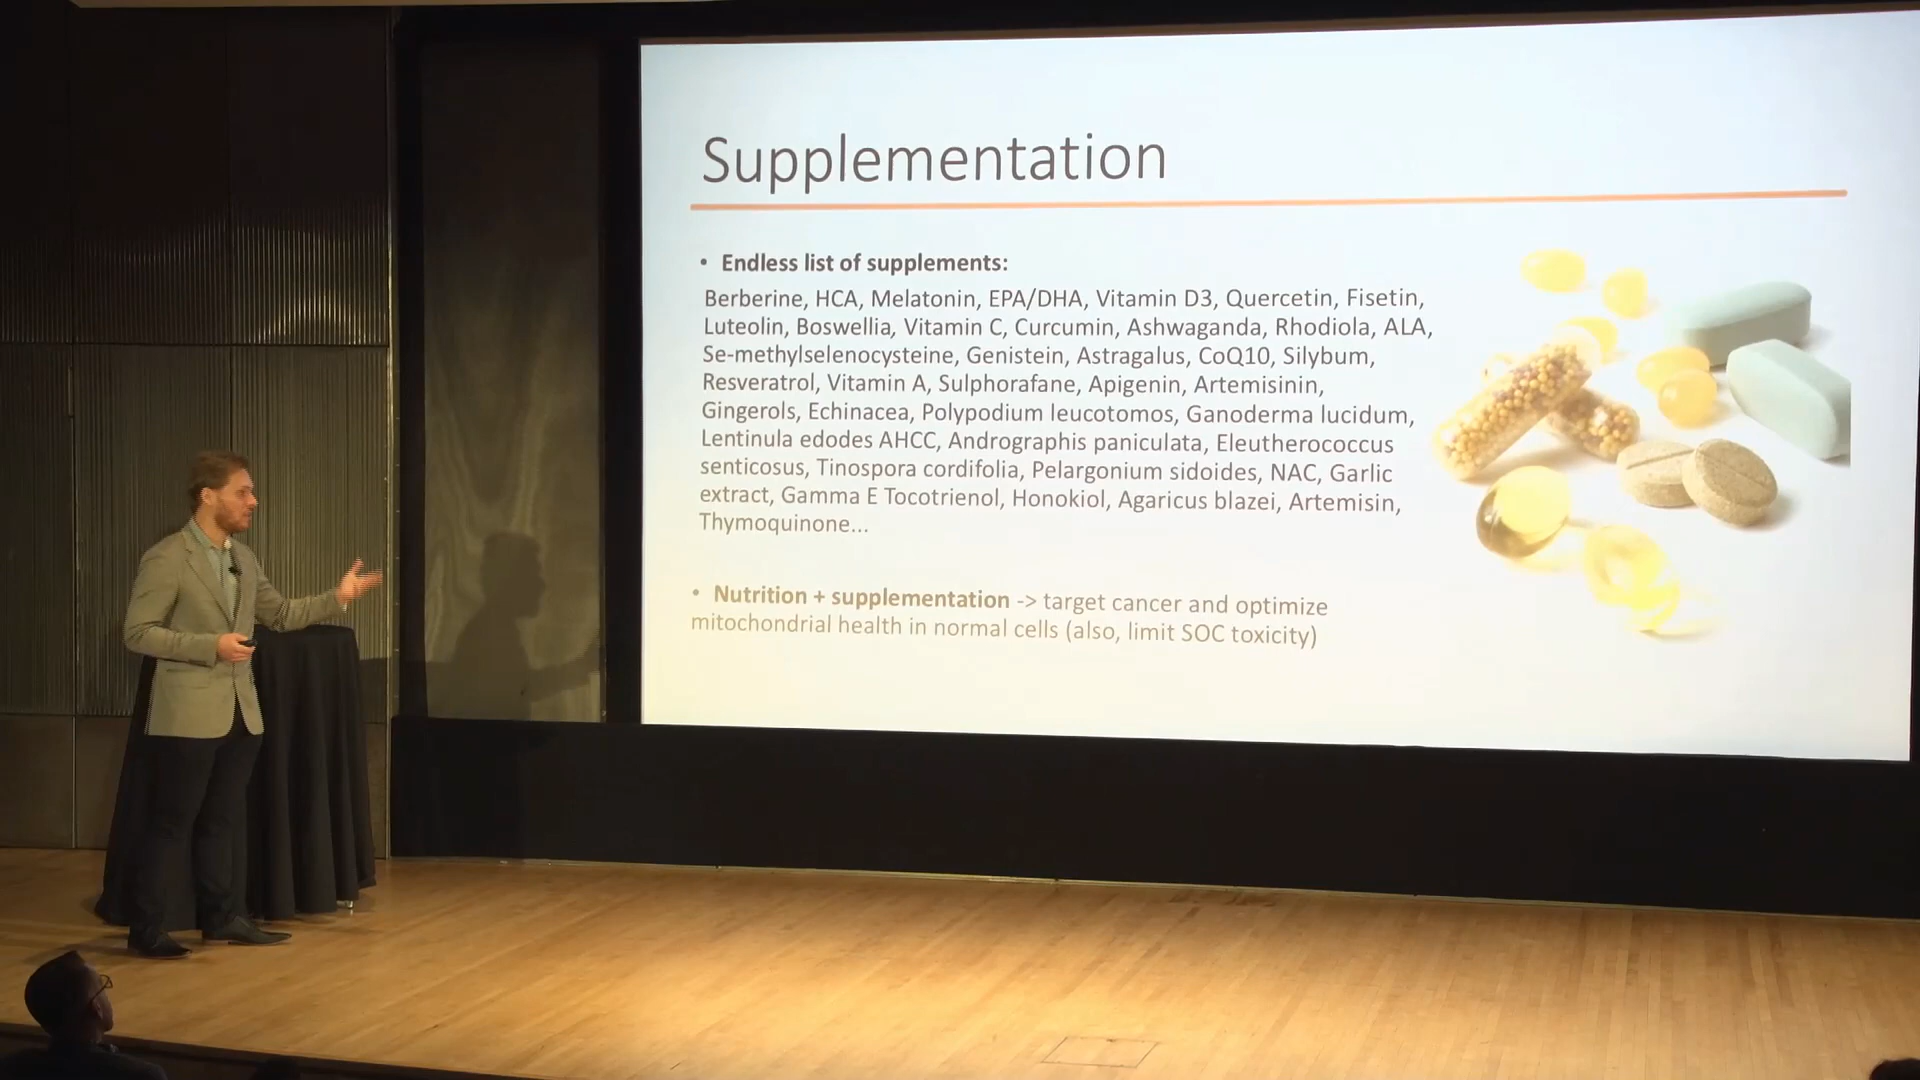 Supplementation
• Endless list of supplements:
Berberine, HCA, Melatonin, EPA/DHA, Vitamin D3, Quercetin, Fisetin,
Luteolin, Boswellia, Vitamin C, Curcumin, Ashwaganda, Rhodiola, ALA,
Se-methylselenocysteine, Genistein, Astragalus, CoQ10, Silybum,
Resveratrol, Vitamin A, Sulphorafane, Apigenin, Artemisinin,
Gingerols, Echinacea, Polypodium leucotomos, Ganoderma lucidum,
Lentinula edodes AHCC, Andrographis paniculata, Eleutherococcus
senticosus, Tinospora cordifolia, Pelargonium sidoides, NAC, Garlic
extract, Gamma E Tocotrienol, Honokiol, Agaricus blazei, Artemisin,
Thymoquinone...
• Nutrition + supplementation -> target cancer and optimize
mitochondrial health in normal cells (also, limit SOC toxicity)